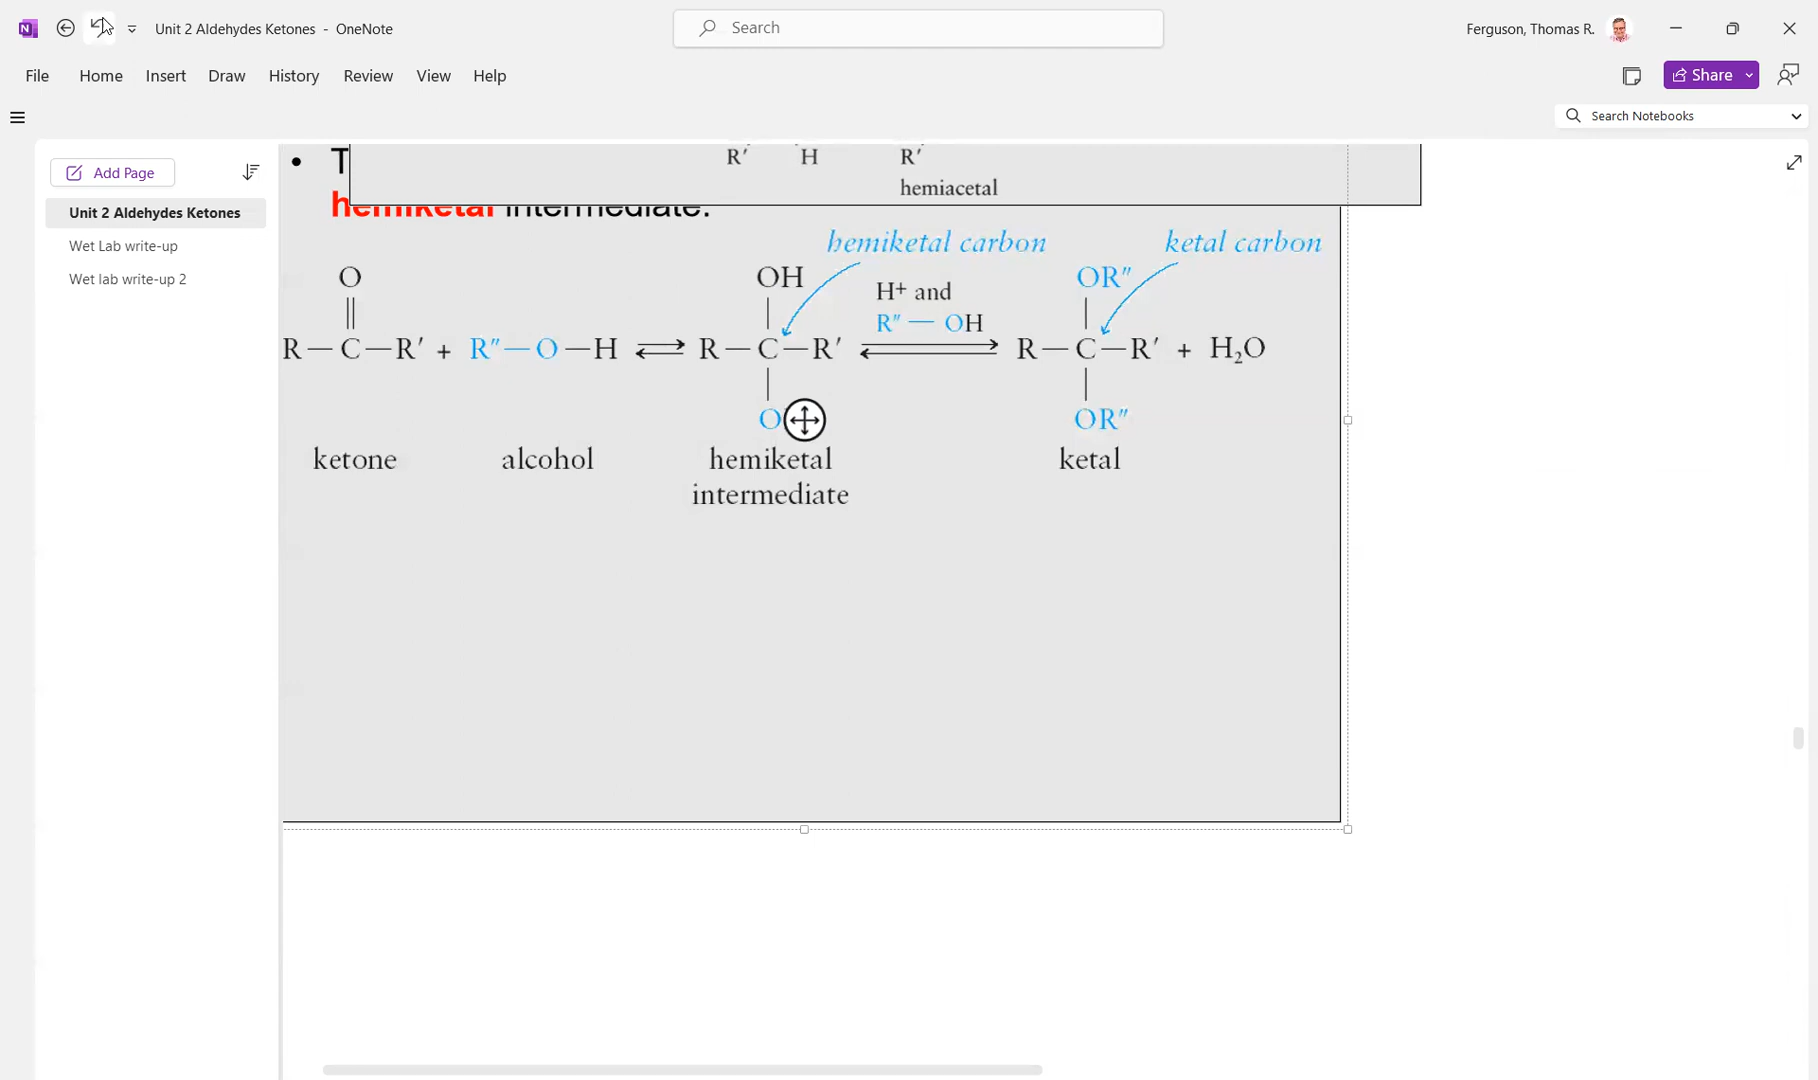 Unit 2 Aldehydes Ketones - OneNote
Search
Ferguson, Thomas R.
File Home Insert Draw History Review View Help
Share
Search Notebooks
Add Page
Unit 2 Aldehydes Ketones
Wet Lab write-up
Wet lab write-up 2
R′ H R′
hemiacetal
• T
hemiketal intermediate.
hemiketal carbon ketal carbon
O OH OR″
H⁺ and
R″ — OH
R — C — R′ + R″ — O — H ⇌ R — C — R′ ⇌ R — C — R′ + H₂O
O OR″
ketone alcohol hemiketal ketal
intermediate